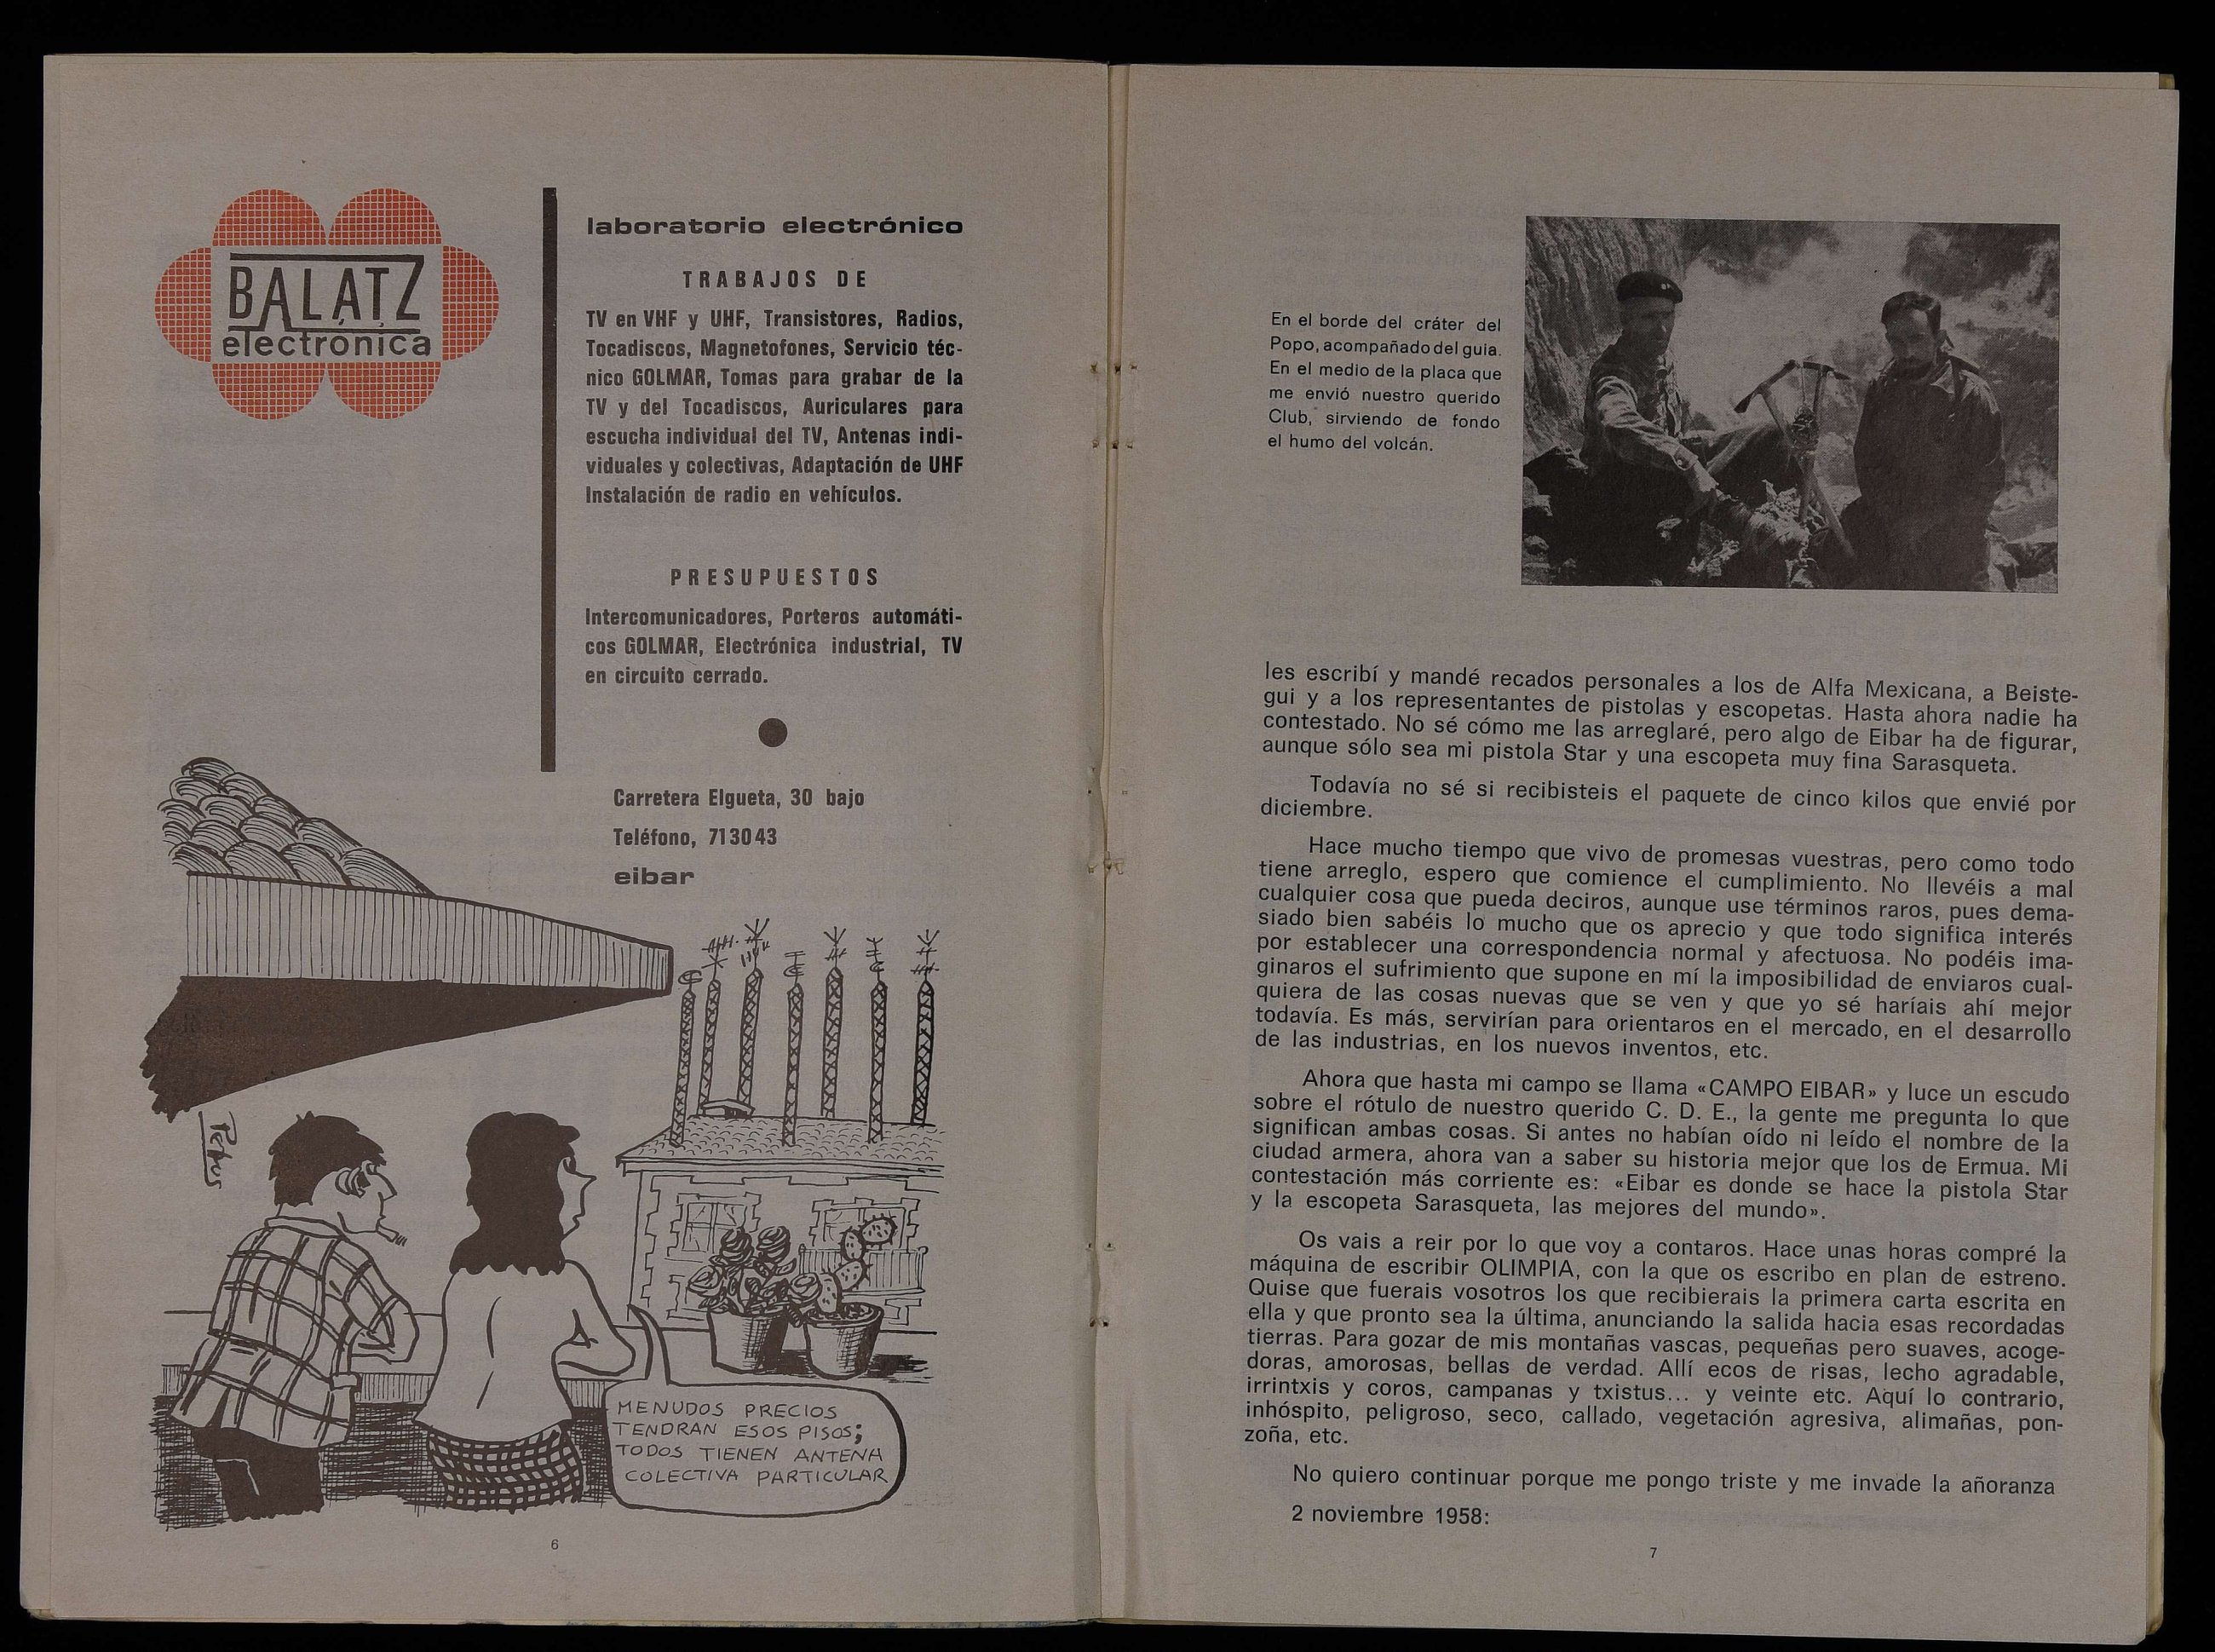 BALATZ
electrónica
laboratorio electrónico
TRABAJOS DE
TV en VHF y UHF, Transistores, Radios,
Tocadiscos, Magnetofones, Servicio téc-
nico GOLMAR, Tomas para grabar de la
TV y del Tocadiscos, Auriculares para
escucha individual del TV, Antenas indi-
viduales y colectivas, Adaptación de UHF
Instalación de radio en vehículos.
PRESUPUESTOS
Intercomunicadores, Porteros automáti-
cos GOLMAR, Electrónica industrial, TV
en circuito cerrado.
Carretera Elgueta, 30 bajo
Teléfono, 713043
eibar
MENUDOS PRECIOS
TENDRAN ESOS PISOS;
TODOS TIENEN ANTENA
COLECTIVA PARTICULAR
6
En el borde del cráter del
Popo, acompañado del guía.
En el medio de la placa que
me envió nuestro querido
Club, sirviendo de fondo
el humo del volcán.
les escribí y mandé recados personales a los de Alfa Mexicana, a Beiste-
gui y a los representantes de pistolas y escopetas. Hasta ahora nadie ha
contestado. No sé cómo me las arreglaré, pero algo de Eibar ha de figurar,
aunque sólo sea mi pistola Star y una escopeta muy fina Sarasqueta.
Todavía no sé si recibisteis el paquete de cinco kilos que envié por
diciembre.
Hace mucho tiempo que vivo de promesas vuestras, pero como todo
tiene arreglo, espero que comience el cumplimiento. No llevéis a mal
cualquier cosa que pueda deciros, aunque use términos raros, pues dema-
siado bien sabéis lo mucho que os aprecio y que todo significa interés
por establecer una correspondencia normal y afectuosa. No podéis ima-
ginaros el sufrimiento que supone en mí la imposibilidad de enviaros cual-
quiera de las cosas nuevas que se ven y que yo sé haríais ahí mejor
todavía. Es más, servirían para orientaros en el mercado, en el desarrollo
de las industrias, en los nuevos inventos, etc.
Ahora que hasta mi campo se llama «CAMPO EIBAR» y luce un escudo
sobre el rótulo de nuestro querido C. D. E., la gente me pregunta lo que
significan ambas cosas. Si antes no habían oído ni leído el nombre de la
ciudad armera, ahora van a saber su historia mejor que los de Ermua. Mi
contestación más corriente es: «Eibar es donde se hace la pistola Star
y la escopeta Sarasqueta, las mejores del mundo».
Os vais a reir por lo que voy a contaros. Hace unas horas compré la
máquina de escribir OLIMPIA, con la que os escribo en plan de estreno.
Quise que fuerais vosotros los que recibierais la primera carta escrita en
ella y que pronto sea la última, anunciando la salida hacia esas recordadas
tierras. Para gozar de mis montañas vascas, pequeñas pero suaves, acoge-
doras, amorosas, bellas de verdad. Allí ecos de risas, lecho agradable,
irrintxis y coros, campanas y txistus... y veinte etc. Aquí lo contrario,
inhóspito, peligroso, seco, callado, vegetación agresiva, alimañas, pon-
zoña, etc.
No quiero continuar porque me pongo triste y me invade la añoranza
2 noviembre 1958:
7